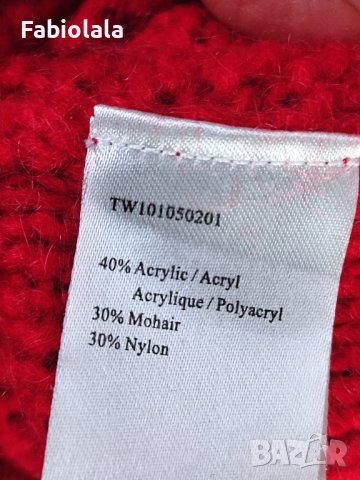 Fabiolala
TW101050201
40% Acrylic / Acryl
Acrylique / Polyacryl
30% Mohair
30% Nylon
BAZAR